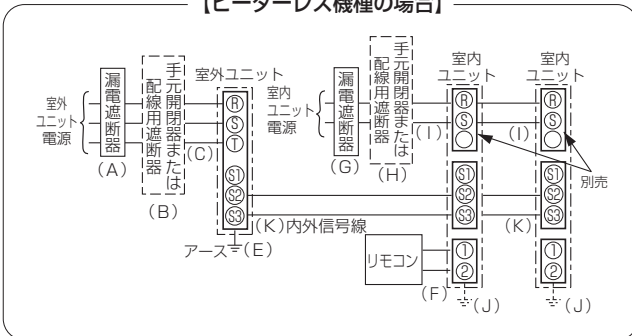 【ヒーターレス機種の場合】
室外
ユニット
電源
漏電遮断器
(A)
手元開閉器または
配線用遮断器
(B)
(C)
室外ユニット
R
S
T
S1
S2
S3
アース
(E)
室内
ユニット
電源
漏電遮断器
(G)
手元開閉器または
配線用遮断器
(H)
(I)
室内
ユニット
R
S
S1
S2
S3
①
②
(J)
(I)
室内
ユニット
R
S
S1
S2
S3
①
②
(J)
別売
(K)内外信号線
(K)
リモコン
(F)